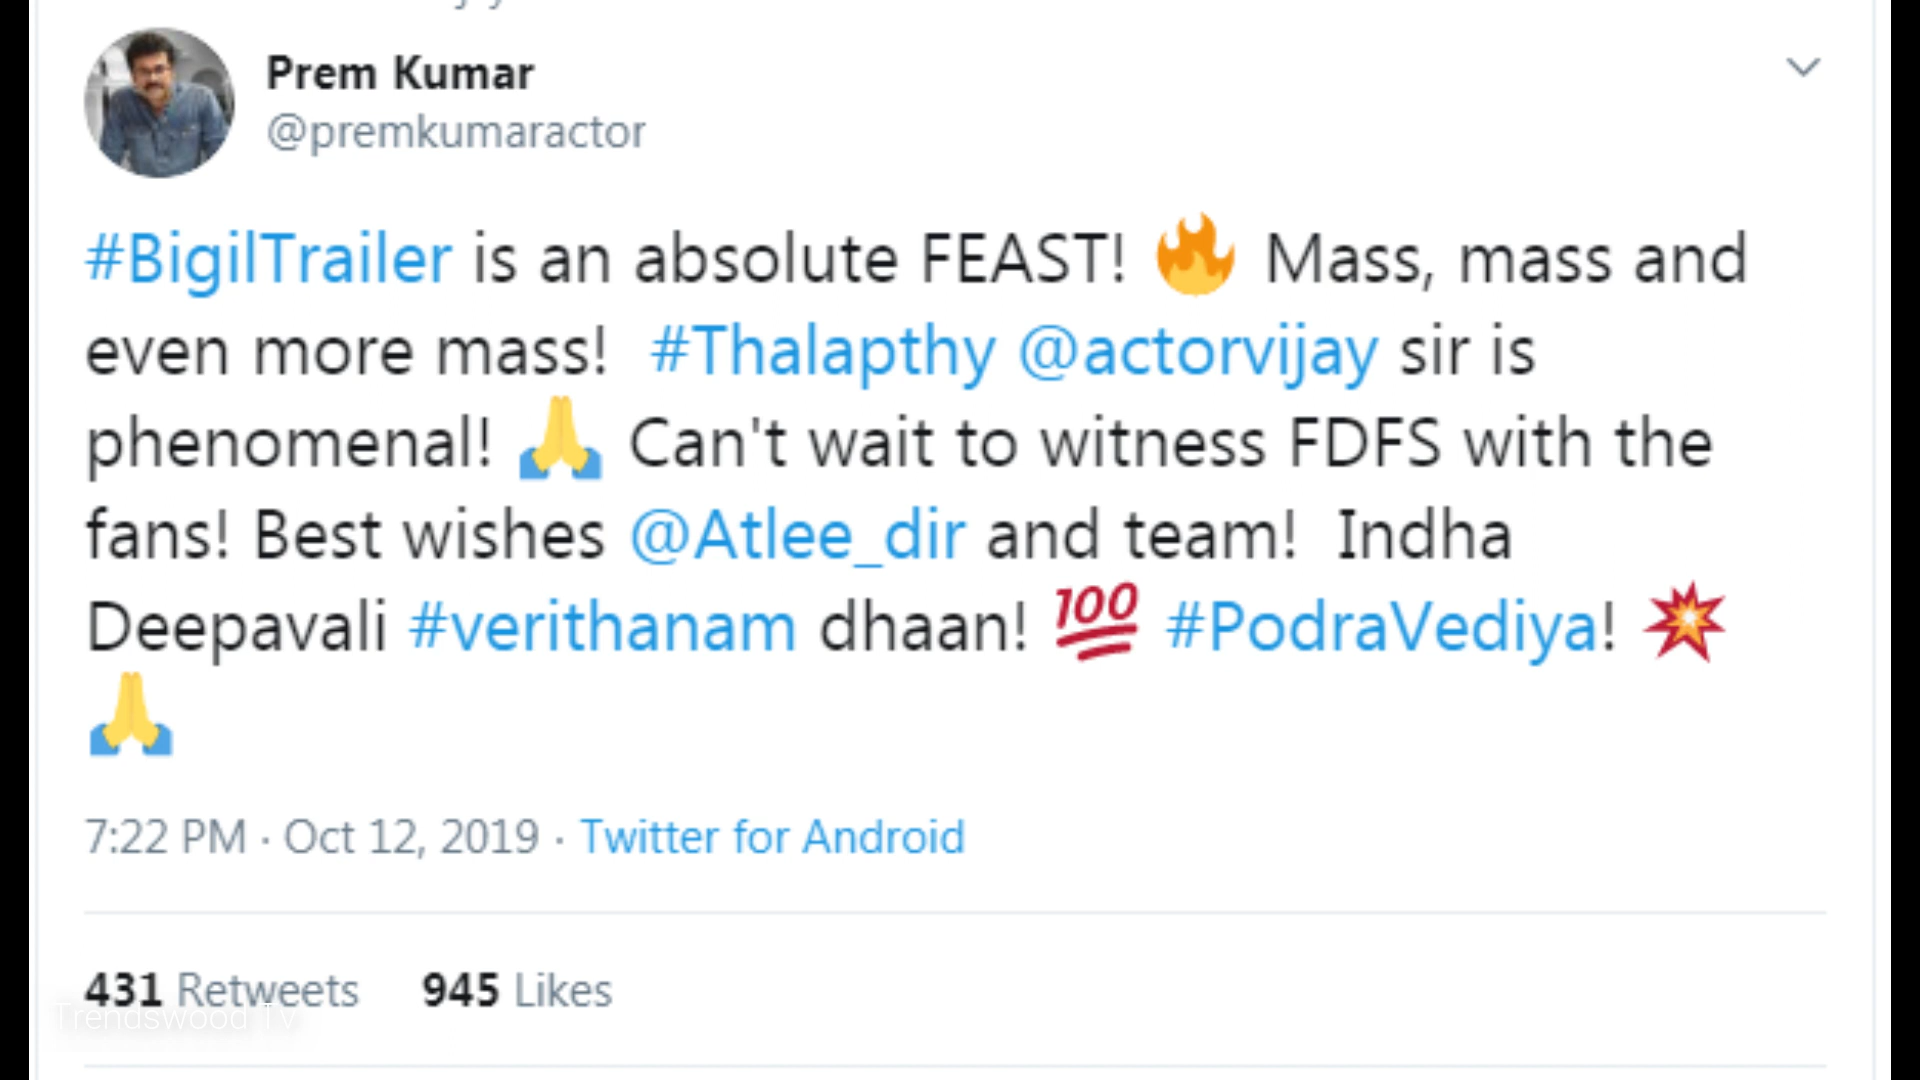 Prem Kumar
@premkumaractor
#BigilTrailer is an absolute FEAST! 🔥 Mass, mass and
even more mass!  #Thalapthy @actorvijay sir is
phenomenal! 🙏 Can't wait to witness FDFS with the
fans! Best wishes @Atlee_dir and team!  Indha
Deepavali #verithanam dhaan! 💯 #PodraVediya! 💥
🙏
7:22 PM · Oct 12, 2019 · Twitter for Android
431 Retweets 945 Likes
Trendswood Tv